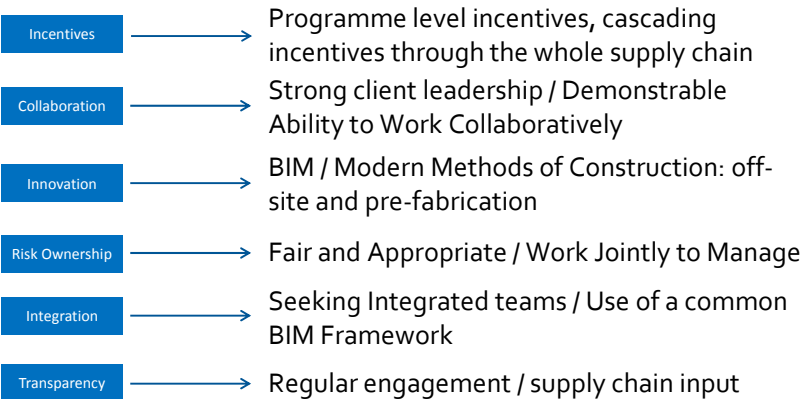 Incentives
Programme level incentives, cascading
incentives through the whole supply chain
Collaboration
Strong client leadership / Demonstrable
Ability to Work Collaboratively
Innovation
BIM / Modern Methods of Construction: off-
site and pre-fabrication
Risk Ownership
Fair and Appropriate / Work Jointly to Manage
Integration
Seeking Integrated teams / Use of a common
BIM Framework
Transparency
Regular engagement / supply chain input